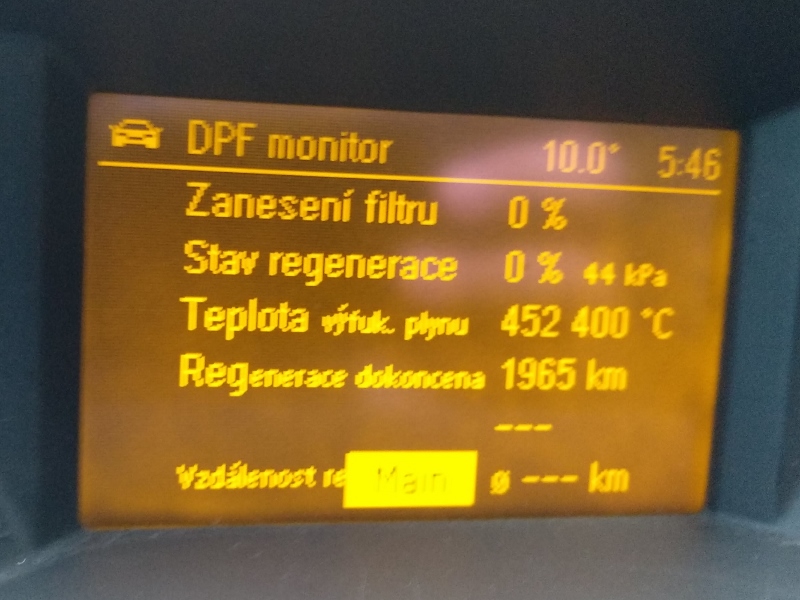 DPF monitor 10.0° 5:46
Zanesení filtru 0 %
Stav regenerace 0 % 44 kPa
Teplota výfuk. plynu 452 400 °C
Regenerace dokoncena 1965 km
---
Vzdálenost re Main ø --- km